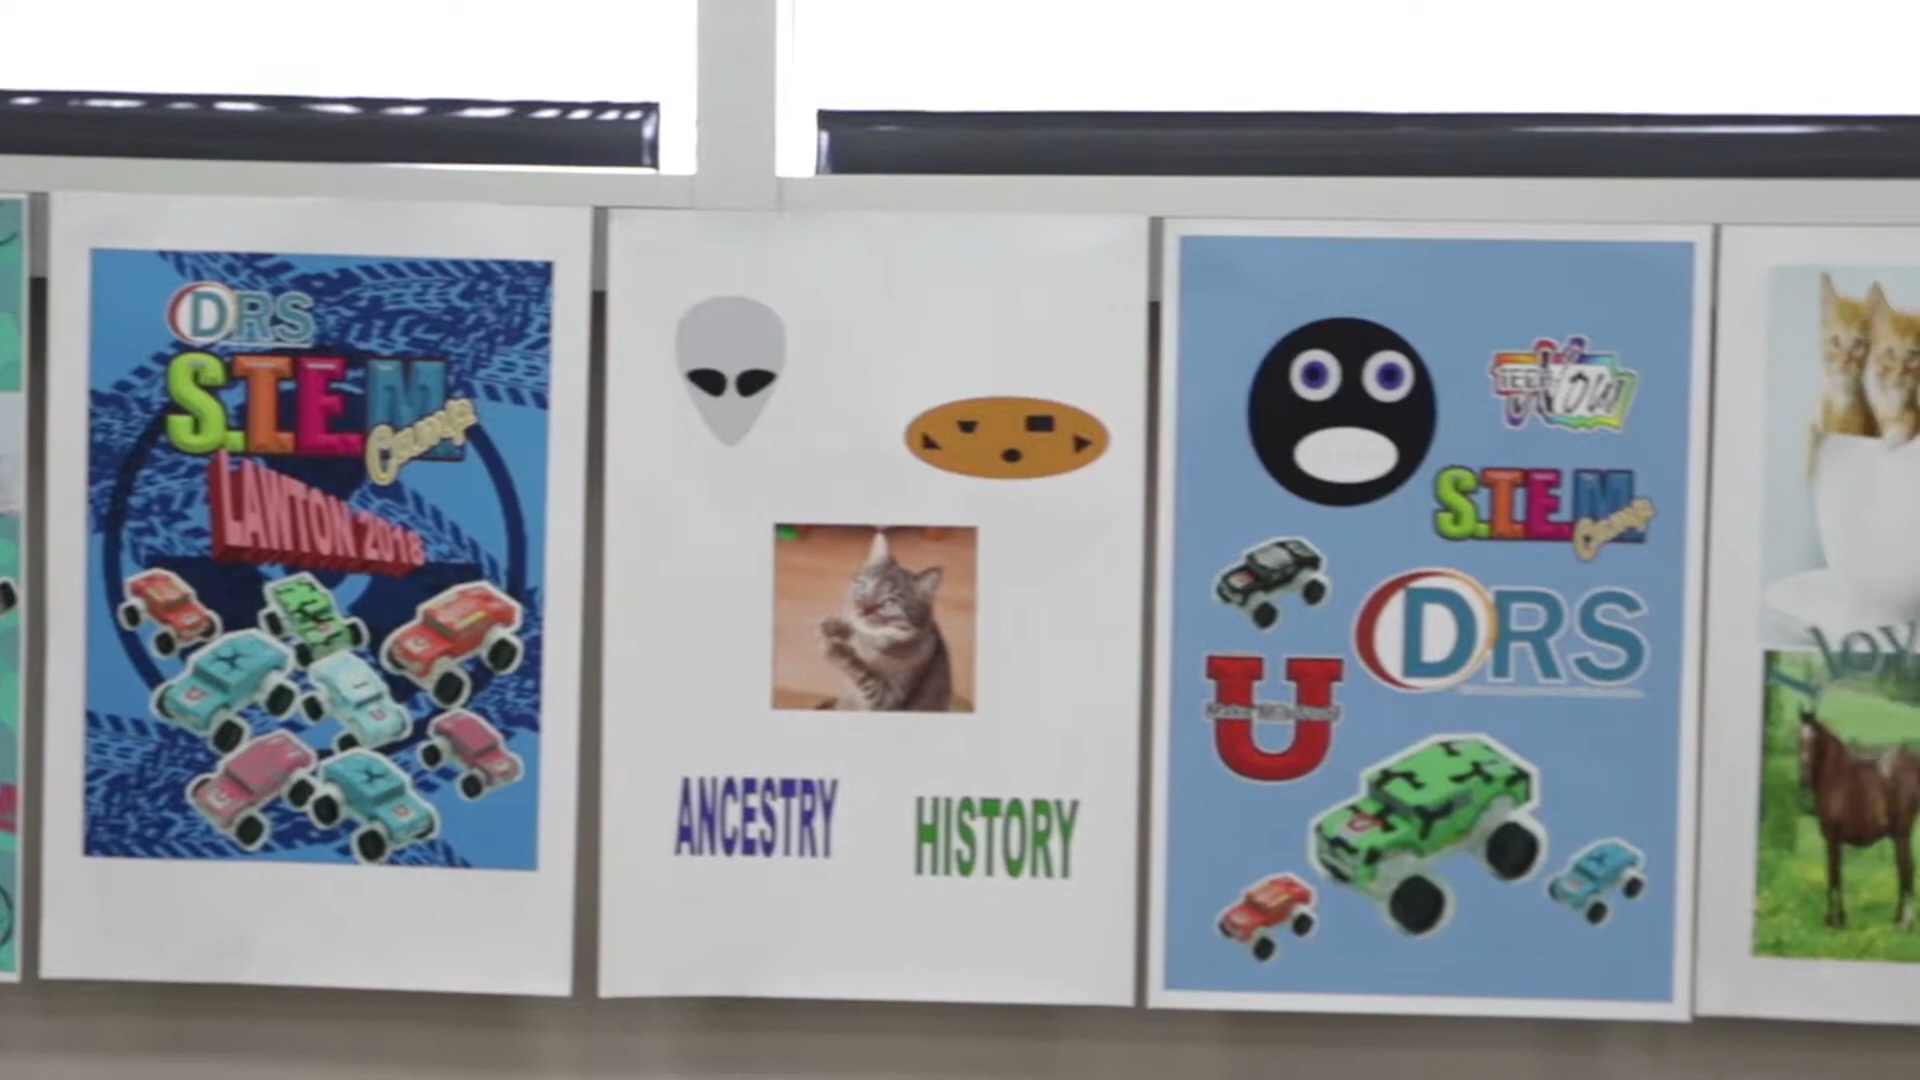 DRS
S.T.E.M
Camp
LAWTON 2018
ANCESTRY
HISTORY
S.T.E.M
Camp
DRS
U